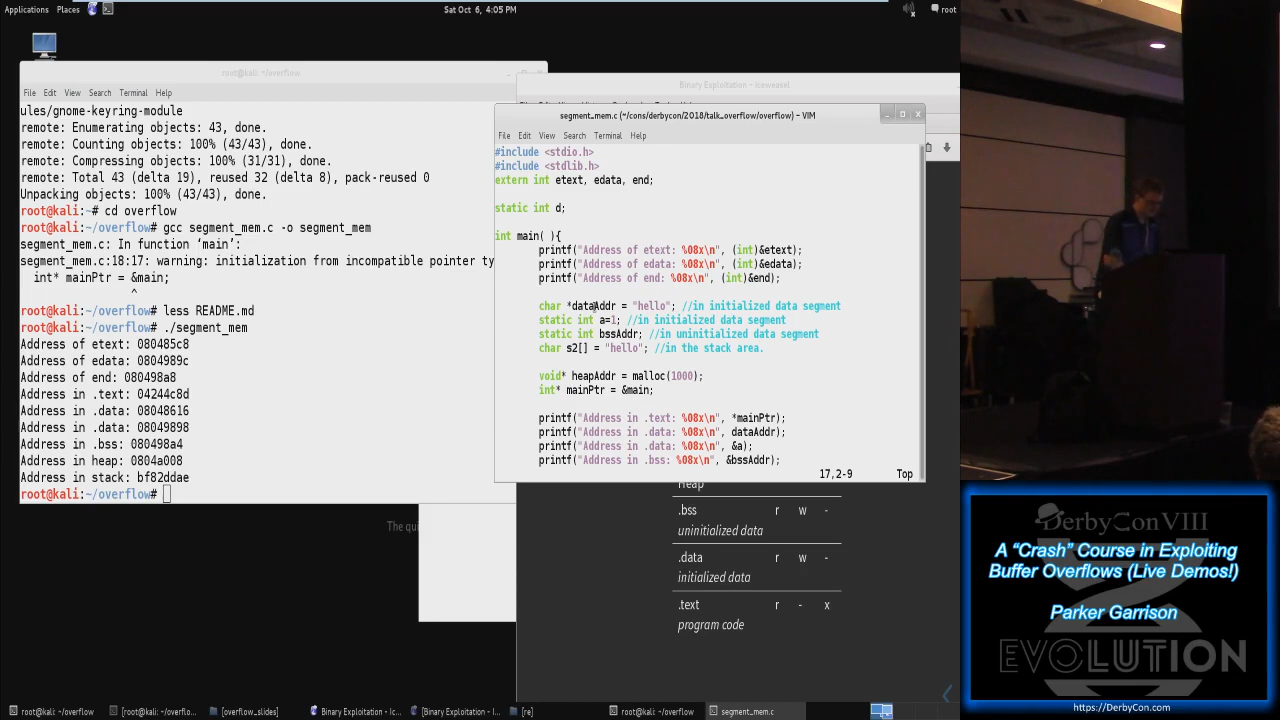 Applications Places
Sat Oct 6, 4:05 PM
root
root@kali: ~/overflow
File Edit View Search Terminal Help
ules/gnome-keyring-module
remote: Enumerating objects: 43, done.
remote: Counting objects: 100% (43/43), done.
remote: Compressing objects: 100% (31/31), done.
remote: Total 43 (delta 19), reused 32 (delta 8), pack-reused 0
Unpacking objects: 100% (43/43), done.
root@kali:~# cd overflow
root@kali:~/overflow# gcc segment_mem.c -o segment_mem
segment_mem.c: In function ‘main’:
segment_mem.c:18:17: warning: initialization from incompatible pointer ty
int* mainPtr = &main;
^
root@kali:~/overflow# less README.md
root@kali:~/overflow# ./segment_mem
Address of etext: 080485c8
Address of edata: 0804989c
Address of end: 080498a8
Address in .text: 04244c8d
Address in .data: 08048616
Address in .data: 08049898
Address in .bss: 080498a4
Address in heap: 0804a008
Address in stack: bf82ddae
root@kali:~/overflow#
Binary Exploitation - Iceweasel
segment_mem.c (~/cons/derbycon/2018/talk_overflow/overflow) - VIM
File Edit View Search Terminal Help
#include <stdio.h>
#include <stdlib.h>
extern int etext, edata, end;
static int d;
int main( ){
printf("Address of etext: %08x\n", (int)&etext);
printf("Address of edata: %08x\n", (int)&edata);
printf("Address of end: %08x\n", (int)&end);
char *dataAddr = "hello"; //in initialized data segment
static int a=1; //in initialized data segment
static int bssAddr; //in uninitialized data segment
char s2[] = "hello"; //in the stack area.
void* heapAddr = malloc(1000);
int* mainPtr = &main;
printf("Address in .text: %08x\n", *mainPtr);
printf("Address in .data: %08x\n", dataAddr);
printf("Address in .data: %08x\n", &a);
printf("Address in .bss: %08x\n", &bssAddr);
17,2-9 Top
The qui
Heap
.bss r w -
uninitialized data
.data r w -
initialized data
.text r - x
program code
DerbyCon VIII
A “Crash” Course in Exploiting
Buffer Overflows (Live Demos!)
Parker Garrison
EVOLUTION
https://DerbyCon.com
root@kali: ~/overflow
[root@kali: ~/overflo...
[overflow_slides]
Binary Exploitation - Ic...
[Binary Exploitation - I...
[re]
root@kali: ~/overflow
segment_mem.c